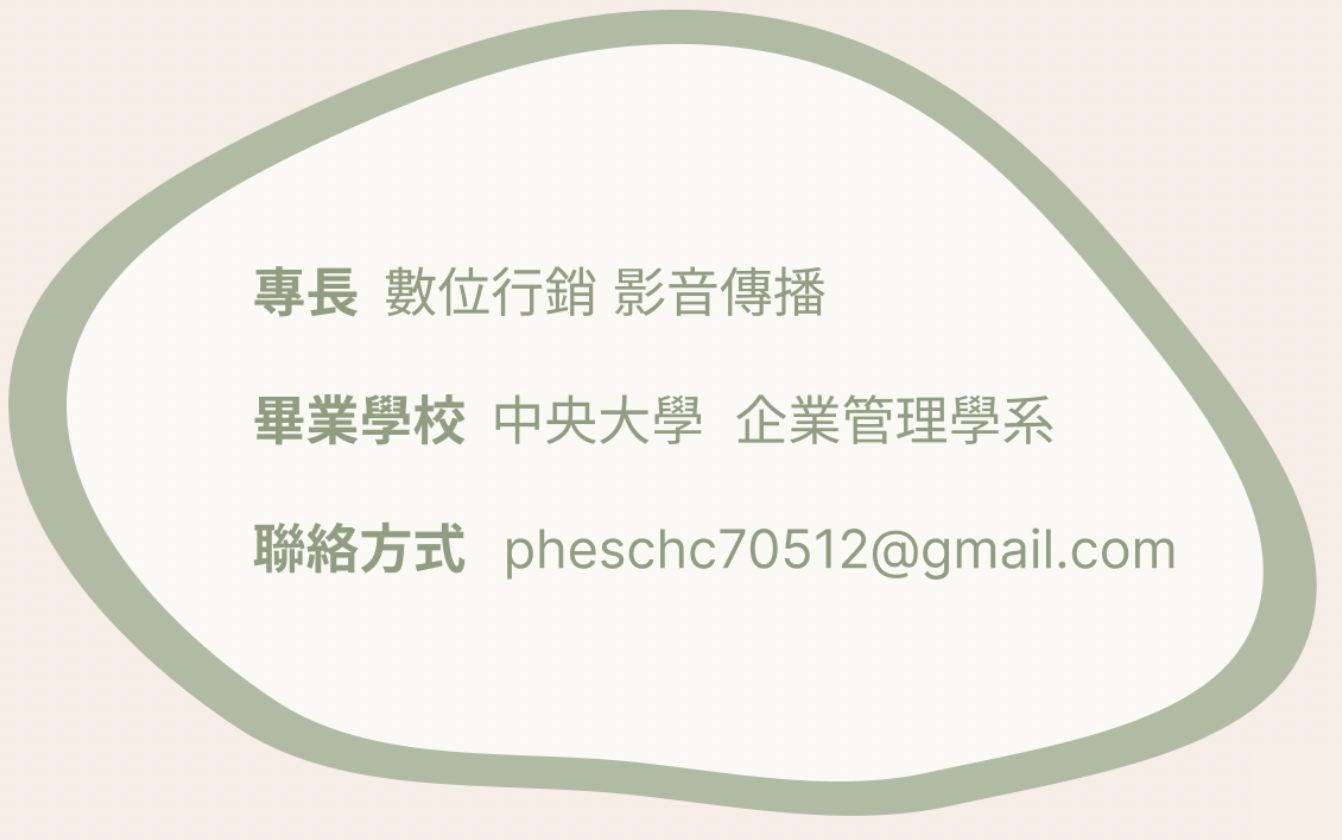 專長 數位行銷 影音傳播
畢業學校 中央大學 企業管理學系
聯絡方式 pheschc70512@gmail.com